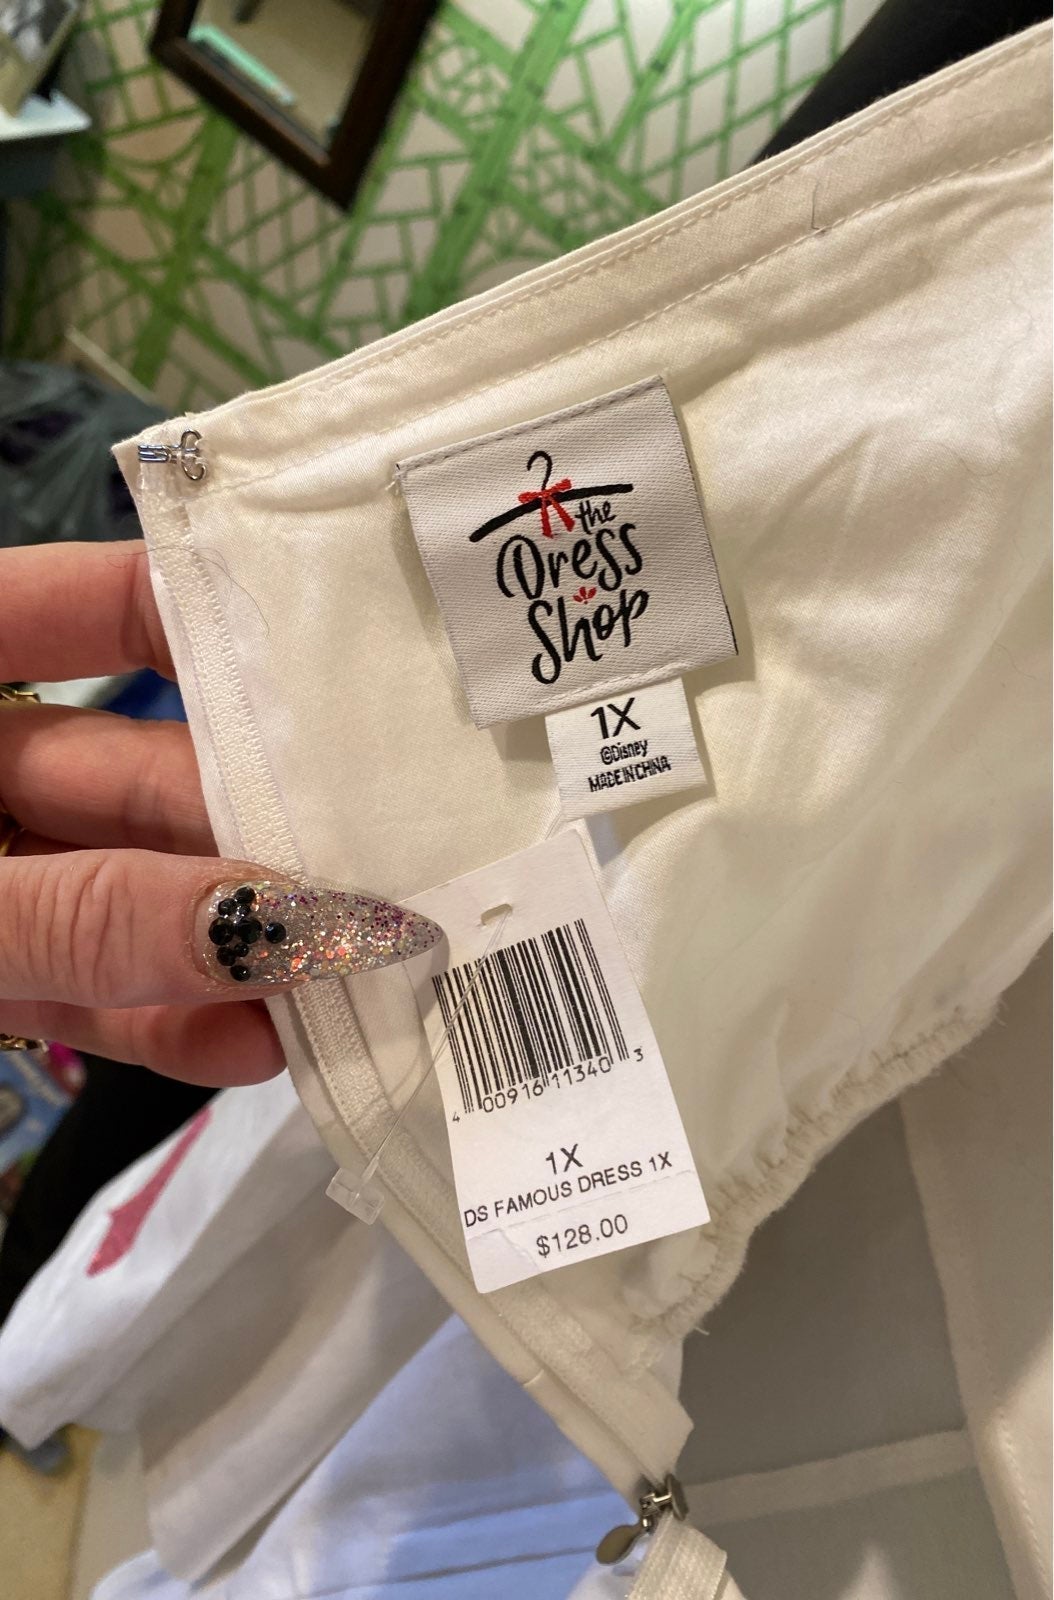 the
Dress
Shop
1X
©Disney
MADE IN CHINA
4 00916 11340 3
1X
DS FAMOUS DRESS 1X
$128.00